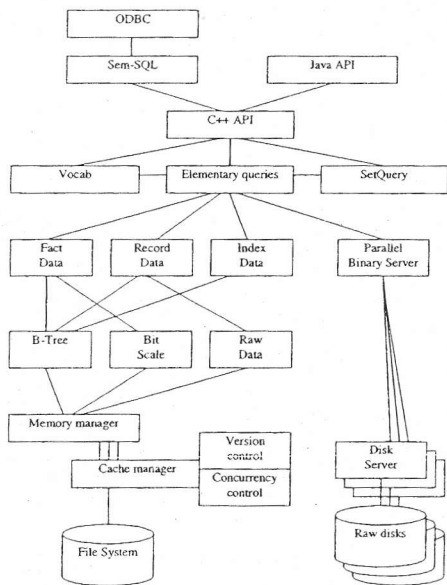 ODBC
Sem-SQL
Java API
C++ API
Vocab
Elementary queries
SetQuery
Fact
Data
Record
Data
Index
Data
Parallel
Binary Server
B-Tree
Bit
Scale
Raw
Data
Memory manager
Version
control
Cache manager
Concurrency
control
Disk
Server
File System
Raw disks